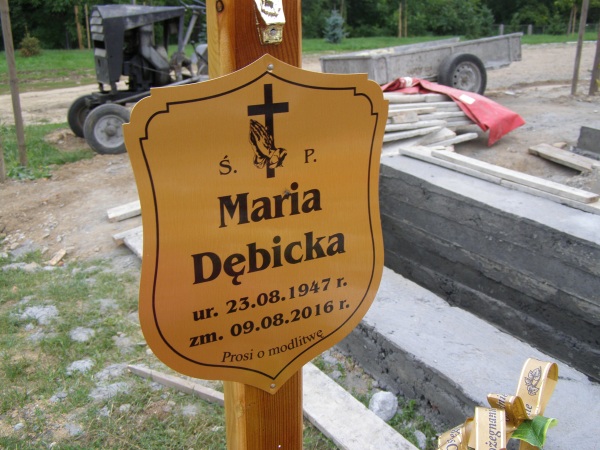 Ś. P.
Maria
Dębicka
ur. 23.08.1947 r.
zm. 09.08.2016 r.
Prosi o modlitwę